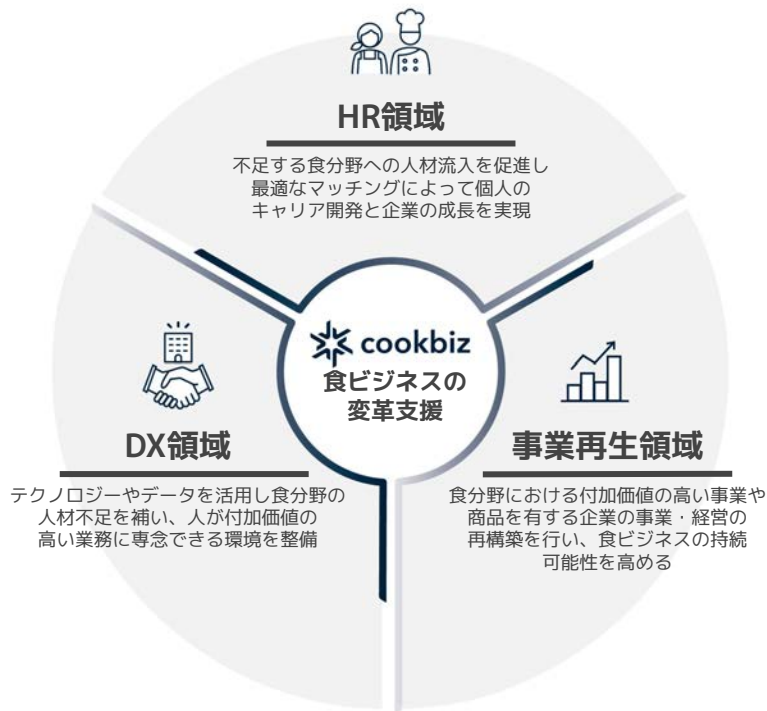 HR領域
不足する食分野への人材流入を促進し
最適なマッチングによって個人の
キャリア開発と企業の成長を実現
cookbiz
食ビジネスの
変革支援
DX領域
テクノロジーやデータを活用し食分野の
人材不足を補い、人が付加価値の
高い業務に専念できる環境を整備
事業再生領域
食分野における付加価値の高い事業や
商品を有する企業の事業・経営の
再構築を行い、食ビジネスの持続
可能性を高める